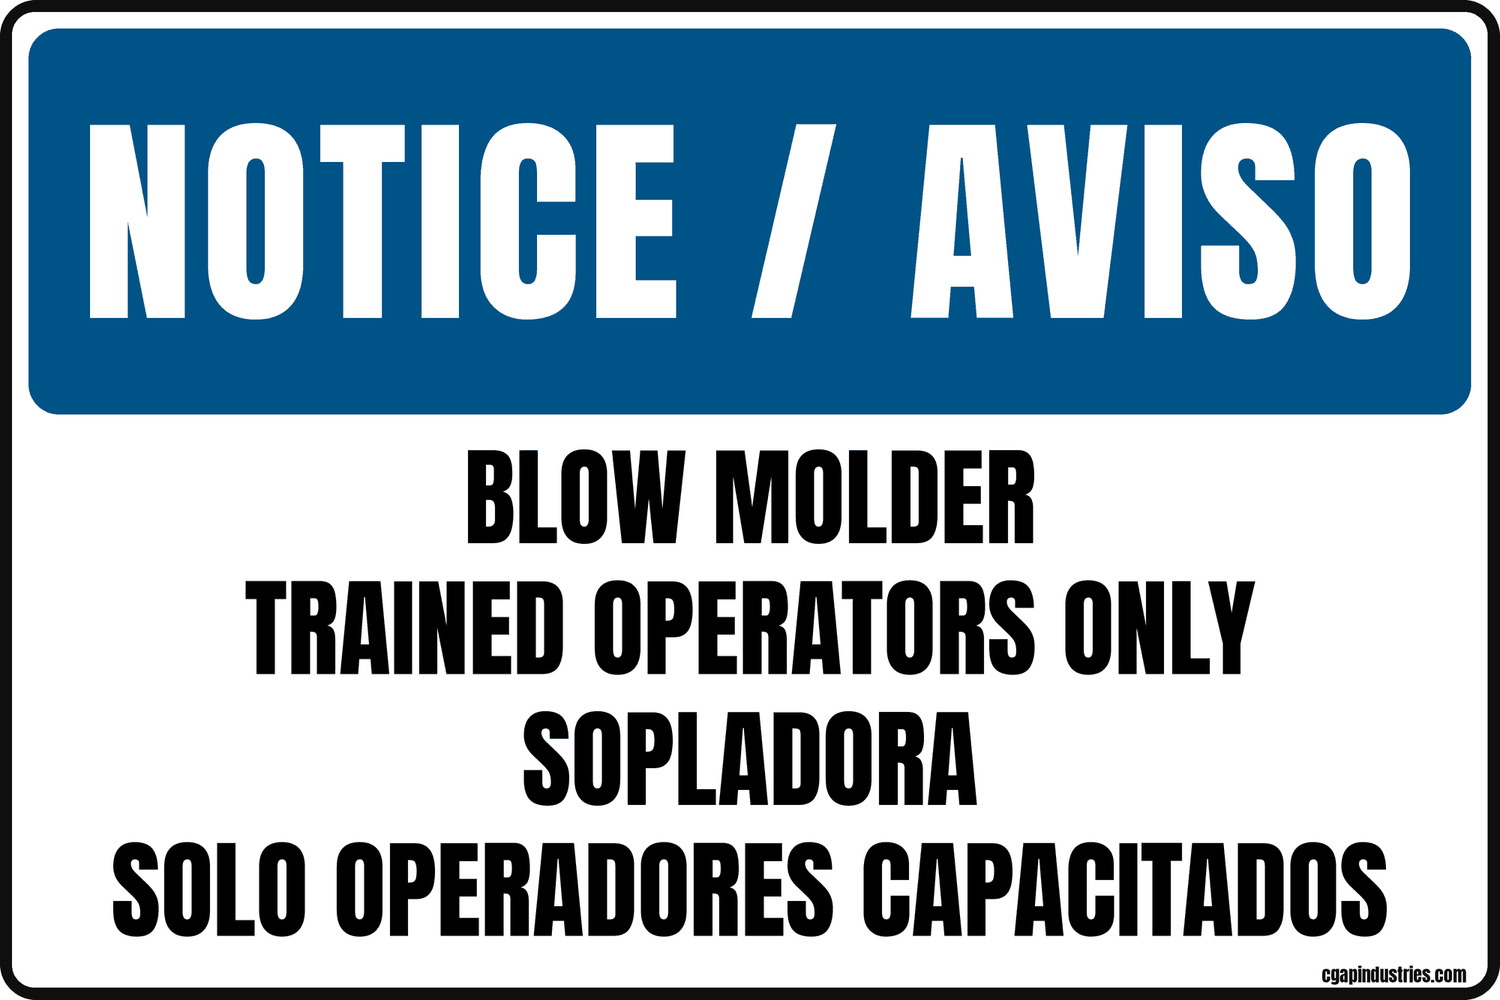 NOTICE / AVISO
BLOW MOLDER
TRAINED OPERATORS ONLY
SOPLADORA
SOLO OPERADORES CAPACITADOS
cgapindustries.com